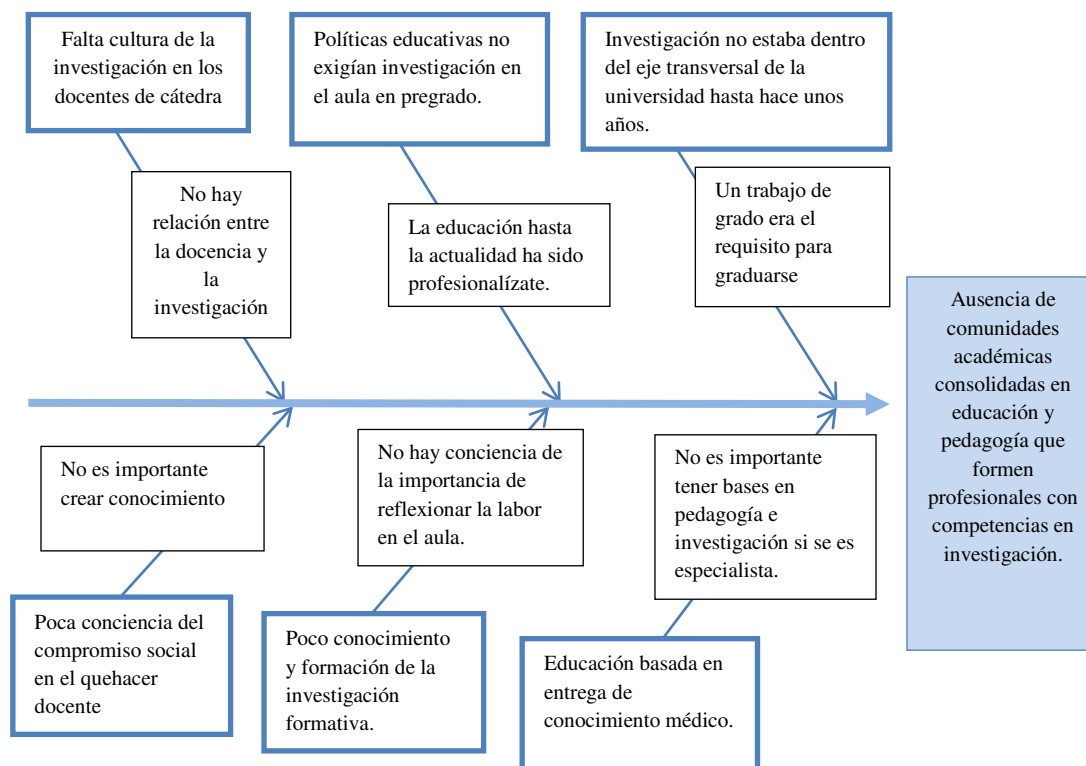 Falta cultura de la
investigación en los
docentes de cátedra
Políticas educativas no
exigían investigación en
el aula en pregrado.
Investigación no estaba dentro
del eje transversal de la
universidad hasta hace unos
años.
No hay
relación entre
la docencia y
la
investigación
La educación hasta
la actualidad ha sido
profesionalízate.
Un trabajo de
grado era el
requisito para
graduarse
Ausencia de
comunidades
académicas
consolidadas en
educación y
pedagogía que
formen
profesionales con
competencias en
investigación.
No es importante
crear conocimiento
No hay conciencia de
la importancia de
reflexionar la labor
en el aula.
No es importante
tener bases en
pedagogía e
investigación si se es
especialista.
Poca conciencia del
compromiso social
en el quehacer
docente
Poco conocimiento
y formación de la
investigación
formativa.
Educación basada en
entrega de
conocimiento médico.